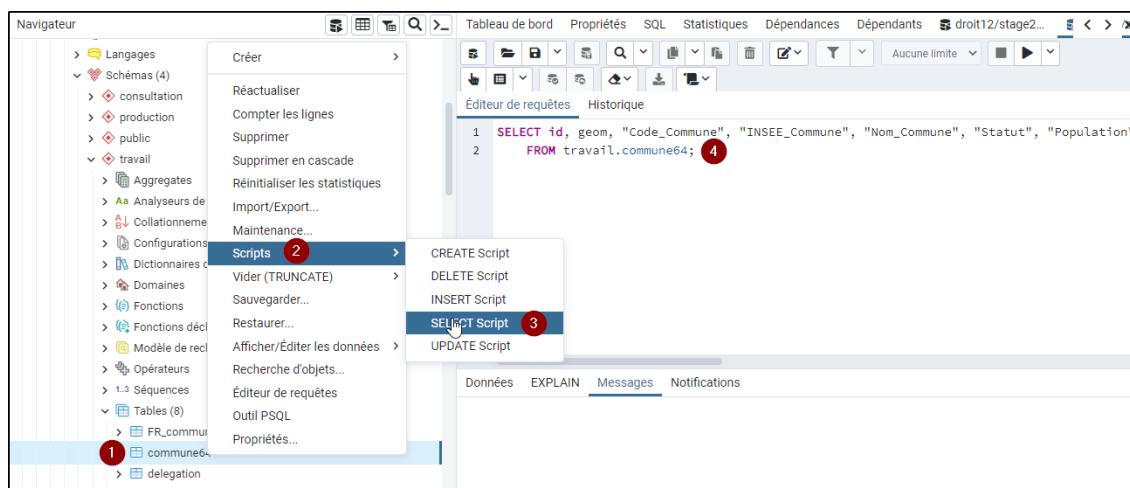 Navigateur
Tableau de bord Propriétés SQL Statistiques Dépendances Dépendants droit12/stage2...
Langages
Schémas (4)
consultation
production
public
travail
Aggregates
Analyseurs de
Collationneme
Configurations
Dictionnaires
Domaines
Fonctions
Fonctions décl
Modèle de recl
Opérateurs
1..3 Séquences
Tables (8)
FR_commu
1 commune64
delegation
Créer
Réactualiser
Compter les lignes
Supprimer
Supprimer en cascade
Réinitialiser les statistiques
Import/Export...
Maintenance...
Scripts 2
Vider (TRUNCATE)
Sauvegarder...
Restaurer...
Afficher/Éditer les données
Recherche d'objets...
Éditeur de requêtes
Outil PSQL
Propriétés...
CREATE Script
DELETE Script
INSERT Script
SELECT Script 3
UPDATE Script
Aucune limite
Éditeur de requêtes Historique
1 SELECT id, geom, "Code_Commune", "INSEE_Commune", "Nom_Commune", "Statut", "Population"
2 FROM travail.commune64; 4
Données EXPLAIN Messages Notifications